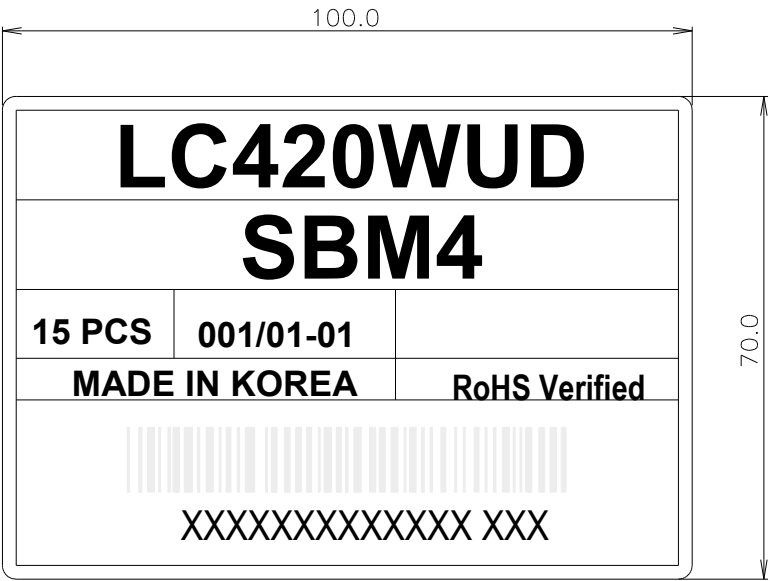 100.0
LC420WUD
SBM4
15 PCS 001/01-01
MADE IN KOREA RoHS Verified
70.0
XXXXXXXXXXXXX XXX